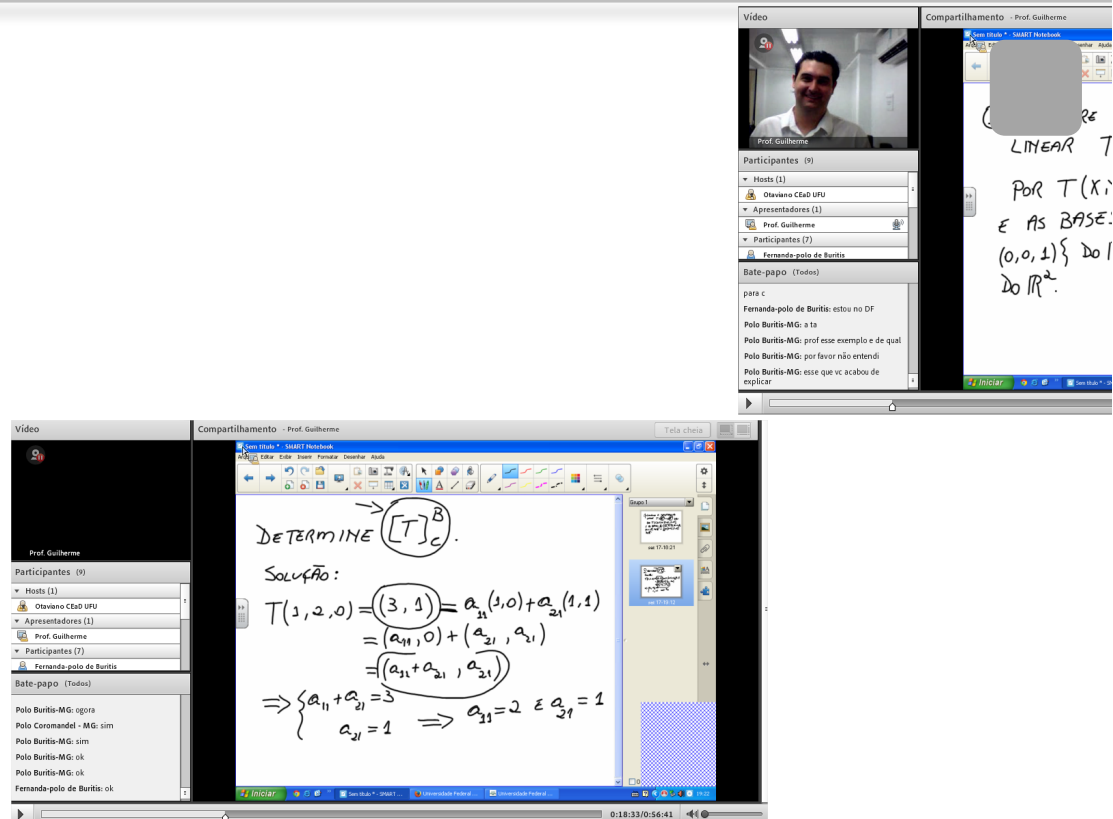 Vídeo
Compartilhamento - Prof. Guilherme
Sem título * - SMART Notebook
Ajuda
Prof. Guilherme
LINEAR T
Participantes (9)
Hosts (1)
Otaviano CEaD UFU
POR T(X,
Apresentadores (1)
Prof. Guilherme
E AS BASES
Participantes (7)
Fernanda-polo de Buritis
(0,0,1)} DO
Bate-papo (Todos)
DO ℝ².
para c
Fernanda-polo de Buritis: estou no DF
Polo Buritis-MG: a ta
Polo Buritis-MG: prof esse exemplo e de qual
Polo Buritis-MG: por favor não entendi
Polo Buritis-MG: esse que vc acabou de
explicar
Iniciar
Vídeo
Compartilhamento - Prof. Guilherme
Tela cheia
Sem título * - SMART Notebook
Editar Exibir Inserir Formatar Desenhar Ajuda
Grupo 1
DETERMINE [T]ᴮ꜀.
SOLUÇÃO:
T(1,2,0) = (3,1) = a₁₁(1,0)+a₂₁(1,1)
= (a₁₁,0) + (a₂₁,a₂₁)
= (a₁₁+a₂₁,a₂₁)
⟹ { a₁₁+a₂₁=3
a₂₁=1 ⟹ a₁₁=2 E a₂₁=1
Prof. Guilherme
Participantes (9)
Hosts (1)
Otaviano CEaD UFU
Apresentadores (1)
Prof. Guilherme
Participantes (7)
Fernanda-polo de Buritis
Bate-papo (Todos)
Polo Buritis-MG: ogora
Polo Coromandel - MG: sim
Polo Buritis-MG: sim
Polo Buritis-MG: ok
Polo Buritis-MG: ok
Fernanda-polo de Buritis: ok
Iniciar
Sem título * - SMART ...
Universidade Federal ...
Universidade Federal ...
19:22
0:18:33/0:56:41